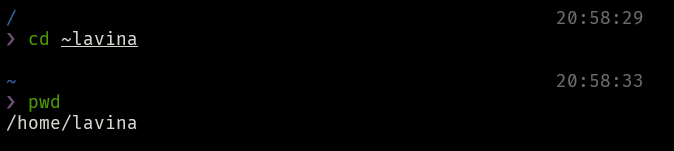 / 20:58:29
❯ cd ~lavina
~ 20:58:33
❯ pwd
/home/lavina